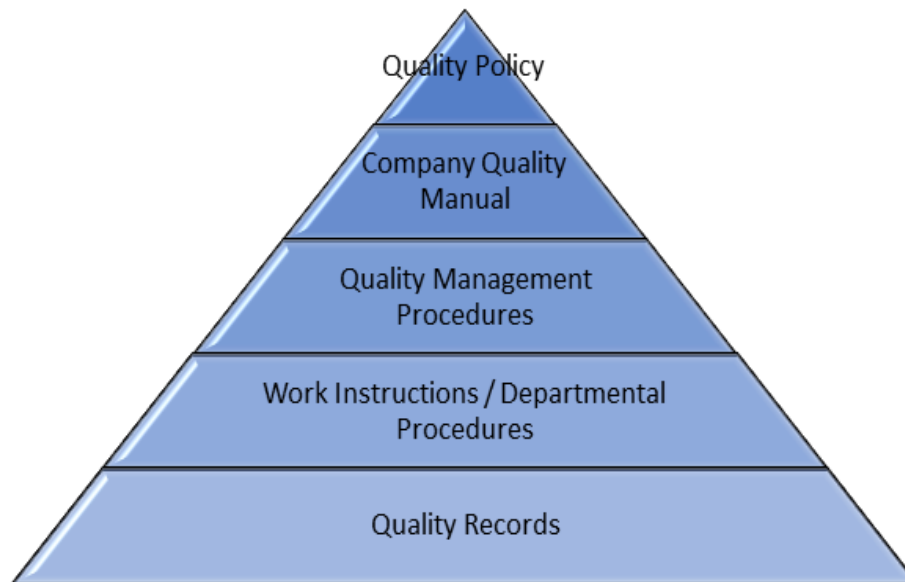 Quality Policy
Company Quality
Manual
Quality Management
Procedures
Work Instructions / Departmental
Procedures
Quality Records